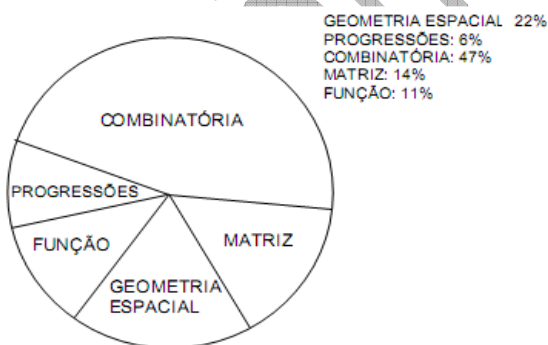 GEOMETRIA ESPACIAL 22%
PROGRESSÕES: 6%
COMBINATÓRIA: 47%
MATRIZ: 14%
FUNÇÃO: 11%
COMBINATÓRIA
PROGRESSÕES
FUNÇÃO
MATRIZ
GEOMETRIA
ESPACIAL